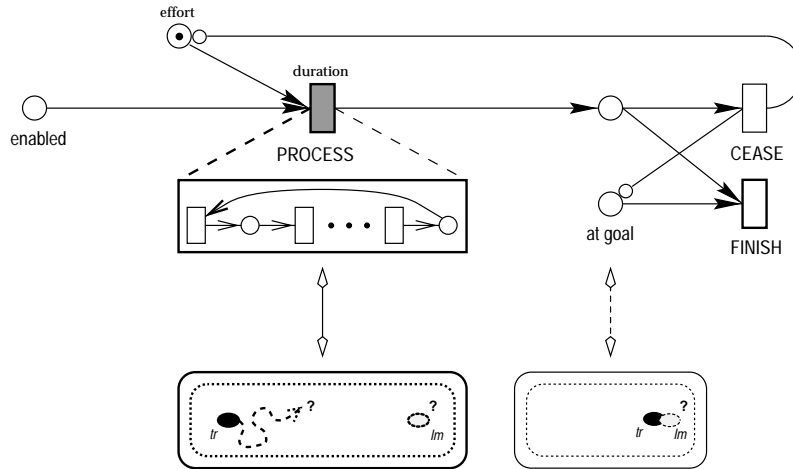 effort
duration
enabled
PROCESS
CEASE
at goal
FINISH
?
tr
lm
?
tr
lm
?